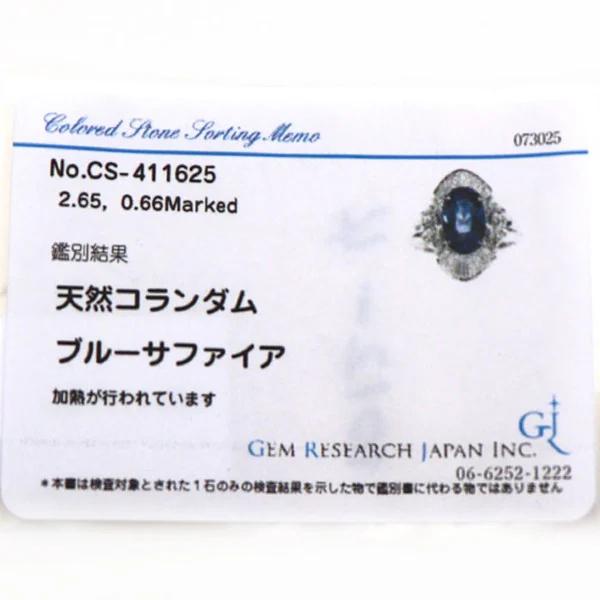 Colored Stone Sorting Memo
073025
No.CS-411625
2.65, 0.66Marked
鑑別結果
天然コランダム
ブルーサファイア
加熱が行われています
GJ
GEM RESEARCH JAPAN INC.
06-6252-1222
*本書は検査対象とされた1石のみの検査結果を示した物で鑑別書に代わる物ではありません